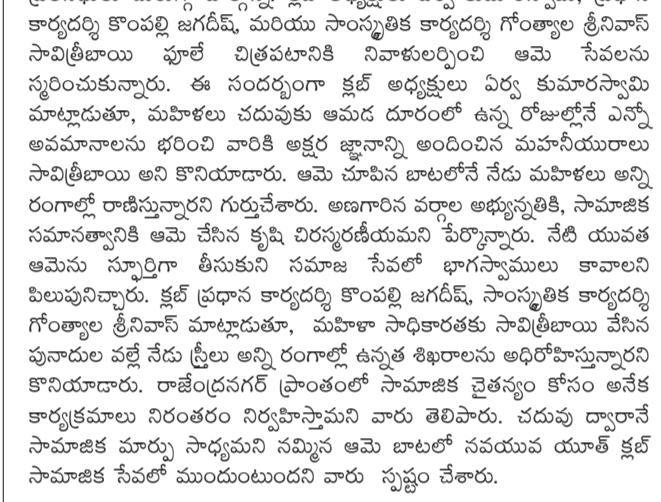 కార్యదర్శి కొంపల్లి జగదీష్, మరియు సాంస్కృతిక కార్యదర్శి గోంత్యాల శ్రీనివాస్
సావిత్రీబాయి ఫూలే చిత్రపటానికి నివాళులర్పించి ఆమె సేవలను
స్మరించుకున్నారు. ఈ సందర్భంగా క్లబ్ అధ్యక్షులు ఏర్వ కుమారస్వామి
మాట్లాడుతూ, మహిళలు చదువుకు ఆమడ దూరంలో ఉన్న రోజుల్లోనే ఎన్నో
అవమానాలను భరించి వారికి అక్షర జ్ఞానాన్ని అందించిన మహనీయురాలు
సావిత్రీబాయి అని కొనియాడారు. ఆమె చూపిన బాటలోనే నేడు మహిళలు అన్ని
రంగాల్లో రాణిస్తున్నారని గుర్తుచేశారు. అణగారిన వర్గాల అభ్యున్నతికి, సామాజిక
సమానత్వానికి ఆమె చేసిన కృషి చిరస్మరణీయమని పేర్కొన్నారు. నేటి యువత
ఆమెను స్ఫూర్తిగా తీసుకుని సమాజ సేవలో భాగస్వాములు కావాలని
పిలుపునిచ్చారు. క్లబ్ ప్రధాన కార్యదర్శి కొంపల్లి జగదీష్, సాంస్కృతిక కార్యదర్శి
గోంత్యాల శ్రీనివాస్ మాట్లాడుతూ, మహిళా సాధికారతకు సావిత్రీబాయి వేసిన
పునాదుల వల్లే నేడు స్త్రీలు అన్ని రంగాల్లో ఉన్నత శిఖరాలను అధిరోహిస్తున్నారని
కొనియాడారు. రాజేంద్రనగర్ ప్రాంతంలో సామాజిక చైతన్యం కోసం అనేక
కార్యక్రమాలు నిరంతరం నిర్వహిస్తామని వారు తెలిపారు. చదువు ద్వారానే
సామాజిక మార్పు సాధ్యమని నమ్మిన ఆమె బాటలో నవయువ యూత్ క్లబ్
సామాజిక సేవలో ముందుంటుందని వారు స్పష్టం చేశారు.